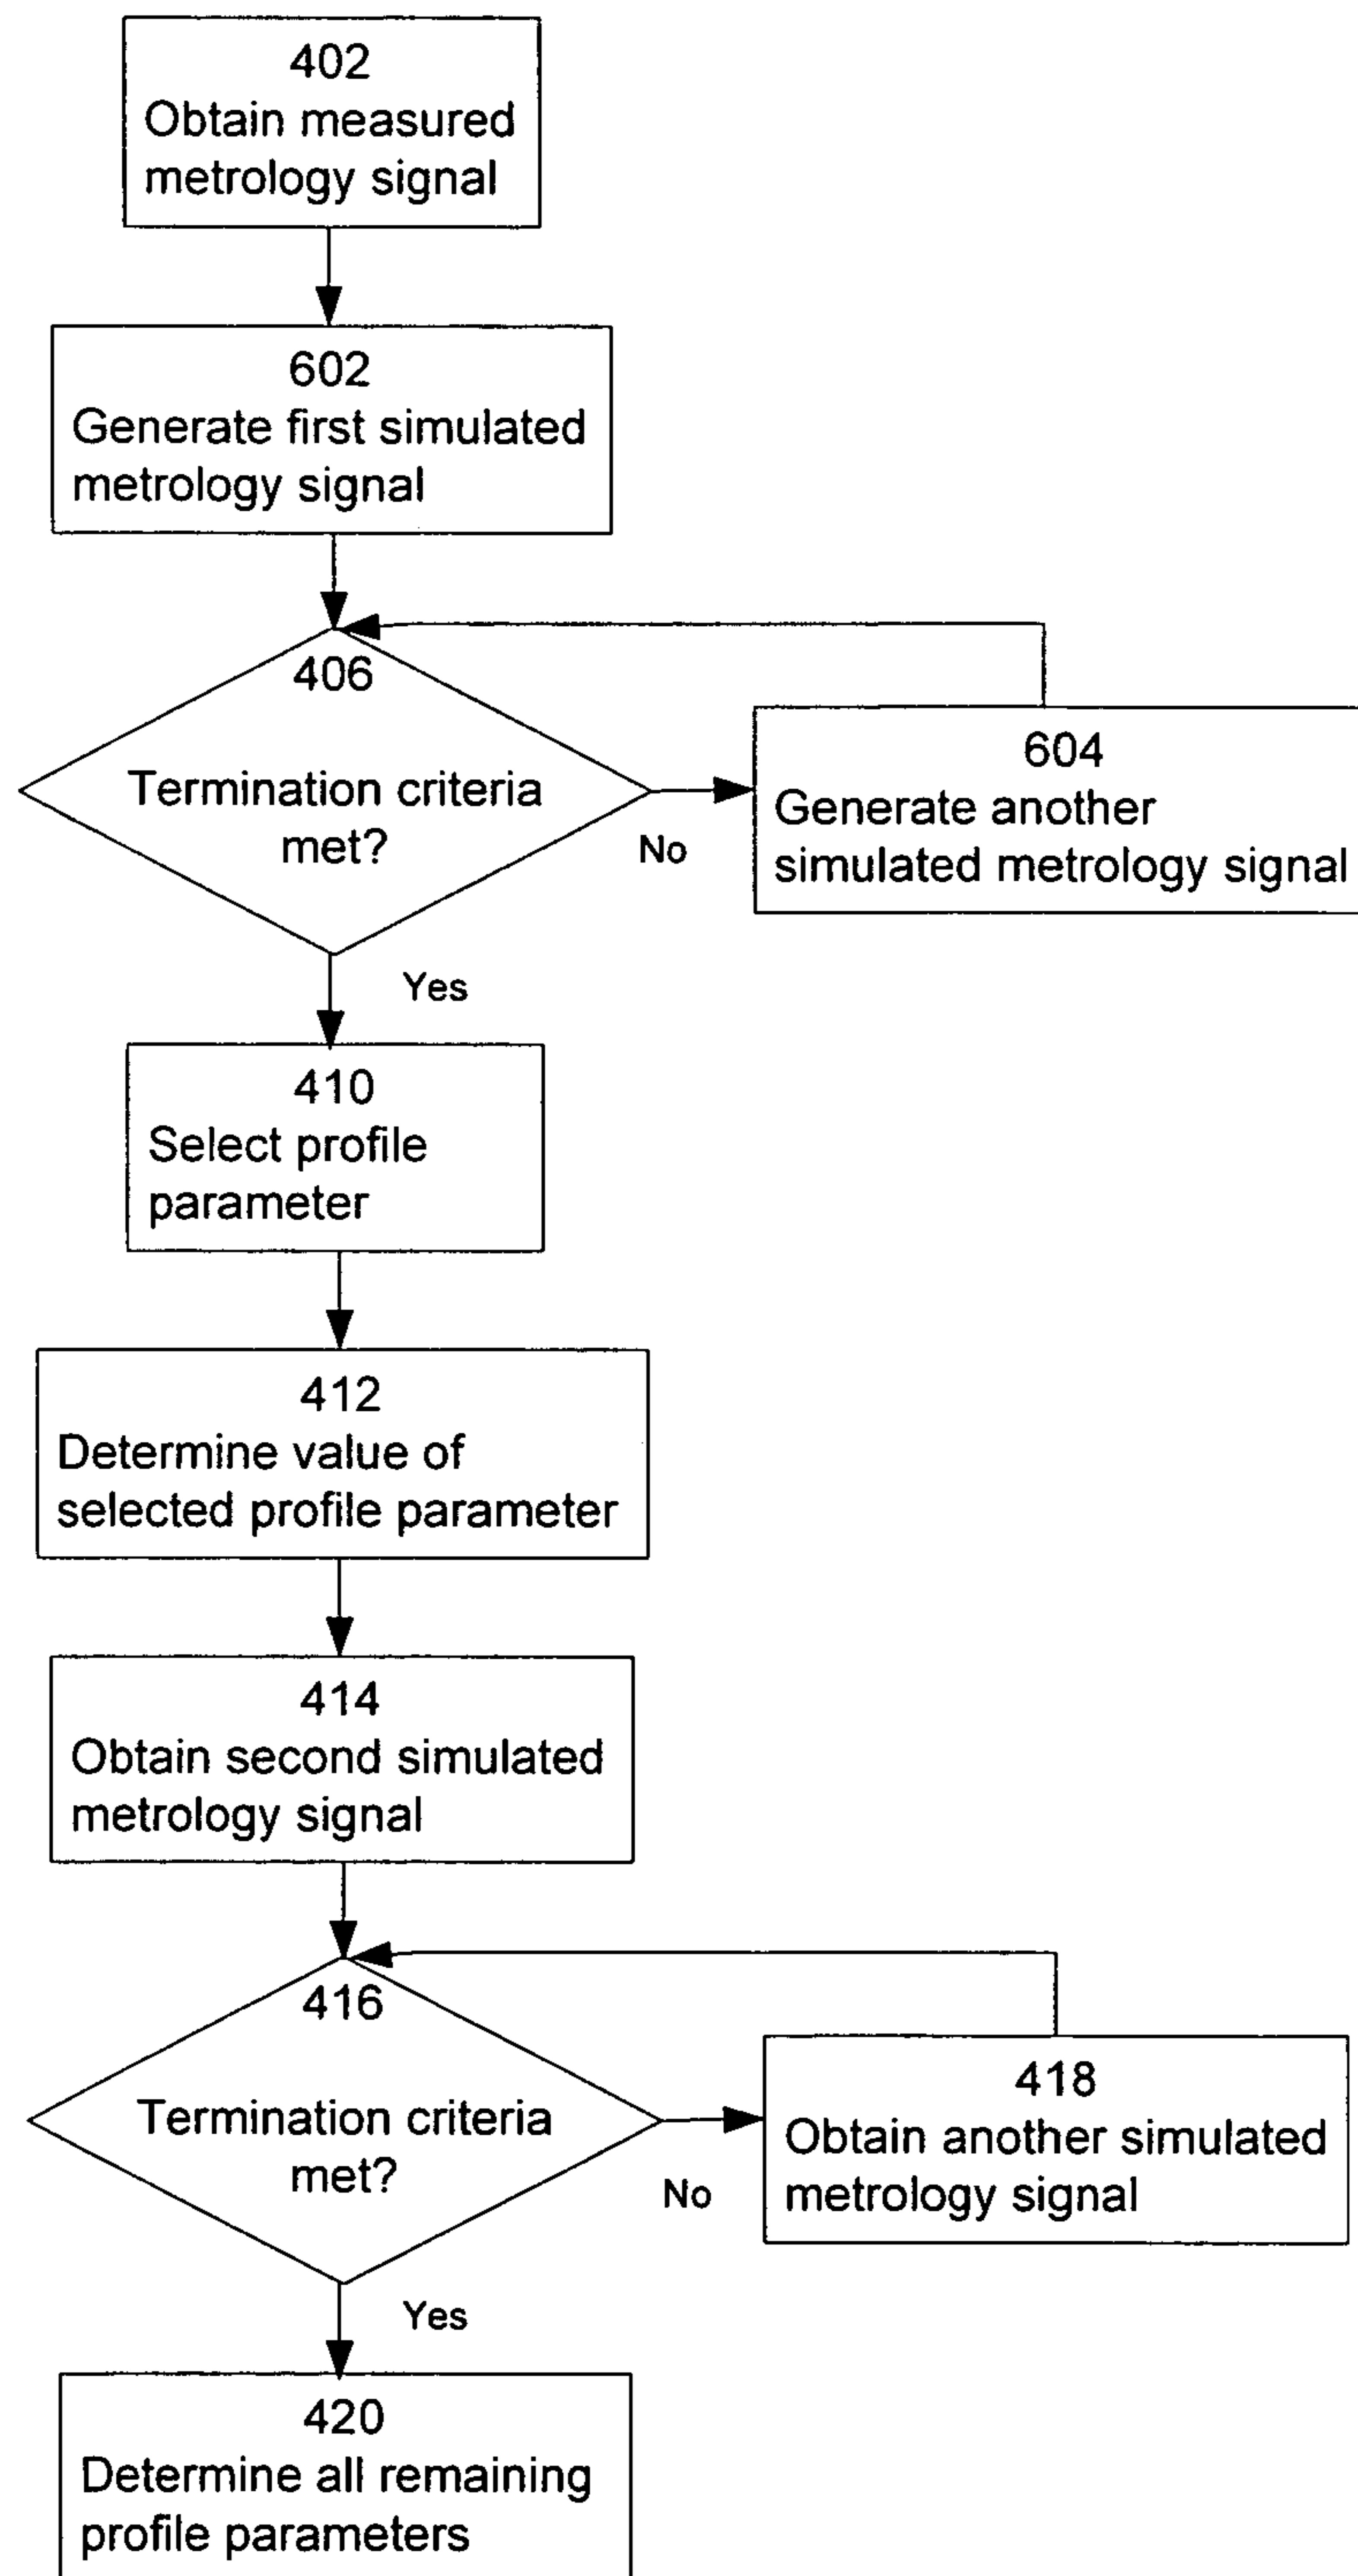 402
Obtain measured
metrology signal
602
Generate first simulated
metrology signal
406
Termination criteria
met?
No
604
Generate another
simulated metrology signal
Yes
410
Select profile
parameter
412
Determine value of
selected profile parameter
414
Obtain second simulated
metrology signal
416
Termination criteria
met?
No
418
Obtain another simulated
metrology signal
Yes
420
Determine all remaining
profile parameters